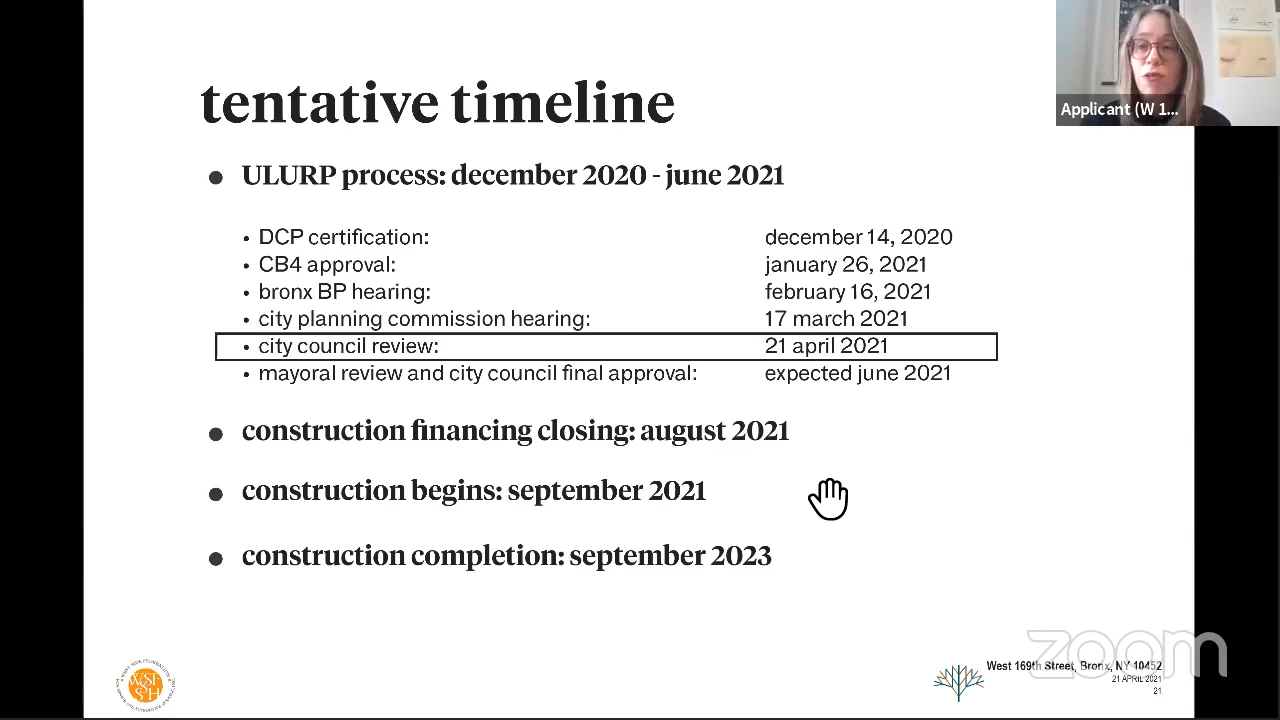 tentative timeline
Applicant (W 1...
• ULURP process: december 2020 - june 2021
• DCP certification: december 14, 2020
• CB4 approval: january 26, 2021
• bronx BP hearing: february 16, 2021
• city planning commission hearing: 17 march 2021
• city council review: 21 april 2021
• mayoral review and city council final approval: expected june 2021
• construction financing closing: august 2021
• construction begins: september 2021
• construction completion: september 2023
zoom
West 169th Street, Bronx, NY 10452
21 APRIL 2021
21
WSF
SSH